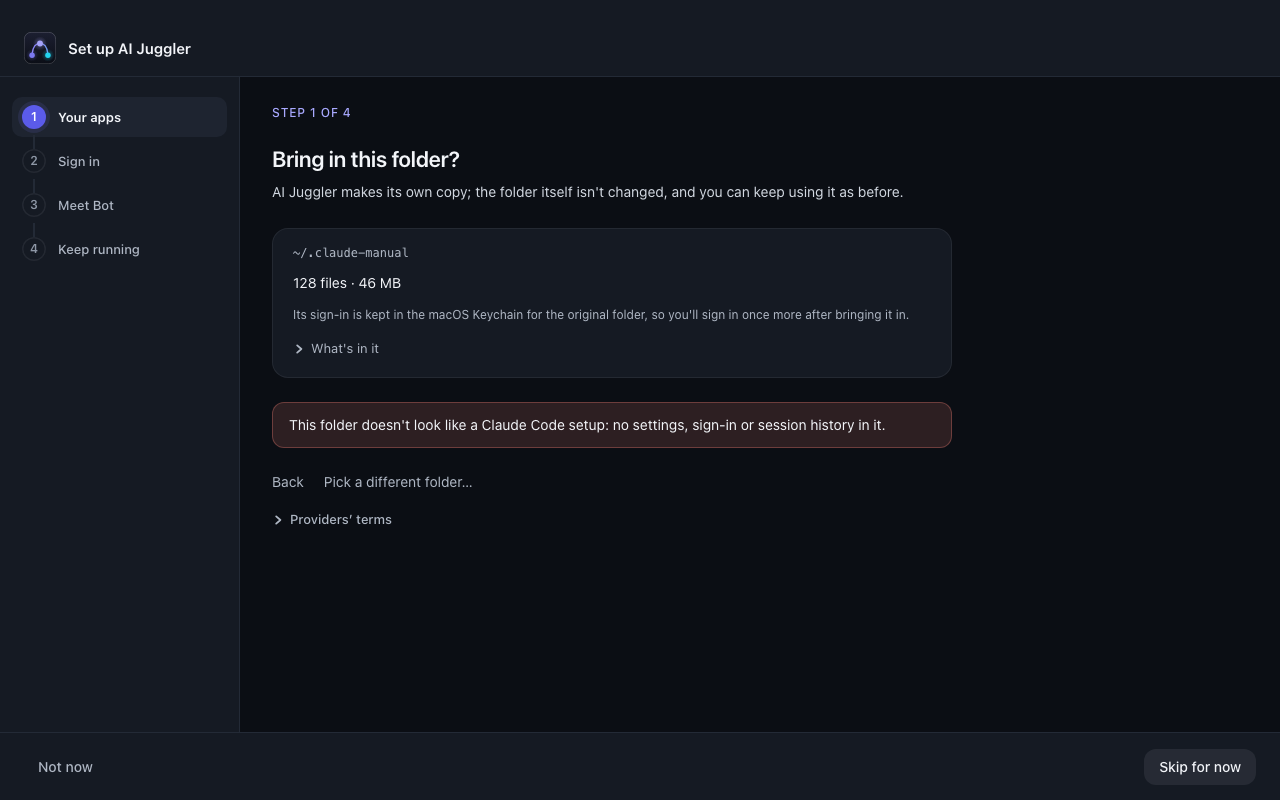 Set up AI Juggler
1 Your apps
2 Sign in
3 Meet Bot
4 Keep running
STEP 1 OF 4
Bring in this folder?
AI Juggler makes its own copy; the folder itself isn't changed, and you can keep using it as before.
~/.claude-manual
128 files · 46 MB
Its sign-in is kept in the macOS Keychain for the original folder, so you'll sign in once more after bringing it in.
What's in it
This folder doesn't look like a Claude Code setup: no settings, sign-in or session history in it.
Back Pick a different folder...
Providers’ terms
Not now
Skip for now